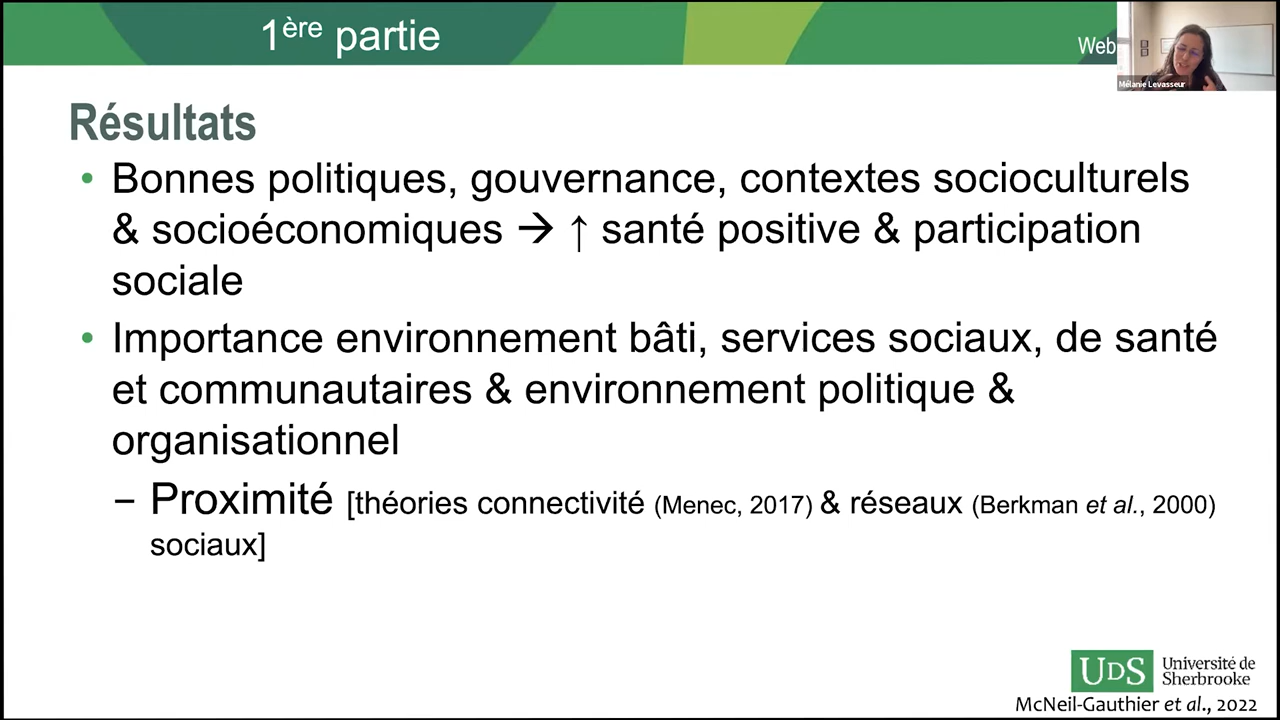 1ère partie
Web
Mélanie Levasseur
Résultats
• Bonnes politiques, gouvernance, contextes socioculturels
& socioéconomiques → ↑ santé positive & participation
sociale
• Importance environnement bâti, services sociaux, de santé
et communautaires & environnement politique &
organisationnel
– Proximité [théories connectivité (Menec, 2017) & réseaux (Berkman et al., 2000)
sociaux]
UDS Université de
Sherbrooke
McNeil-Gauthier et al., 2022